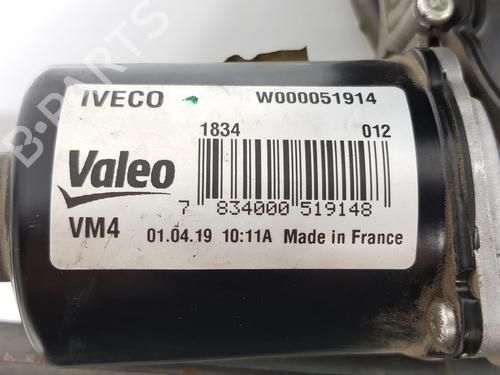 IVECO W000051914
1834 012
Valeo
7 834000 519148
VM4 01.04.19 10:11A Made in France
B-PARTS